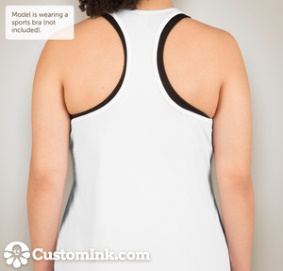 Model is wearing a
sports bra (not
included).
CustomInk.com